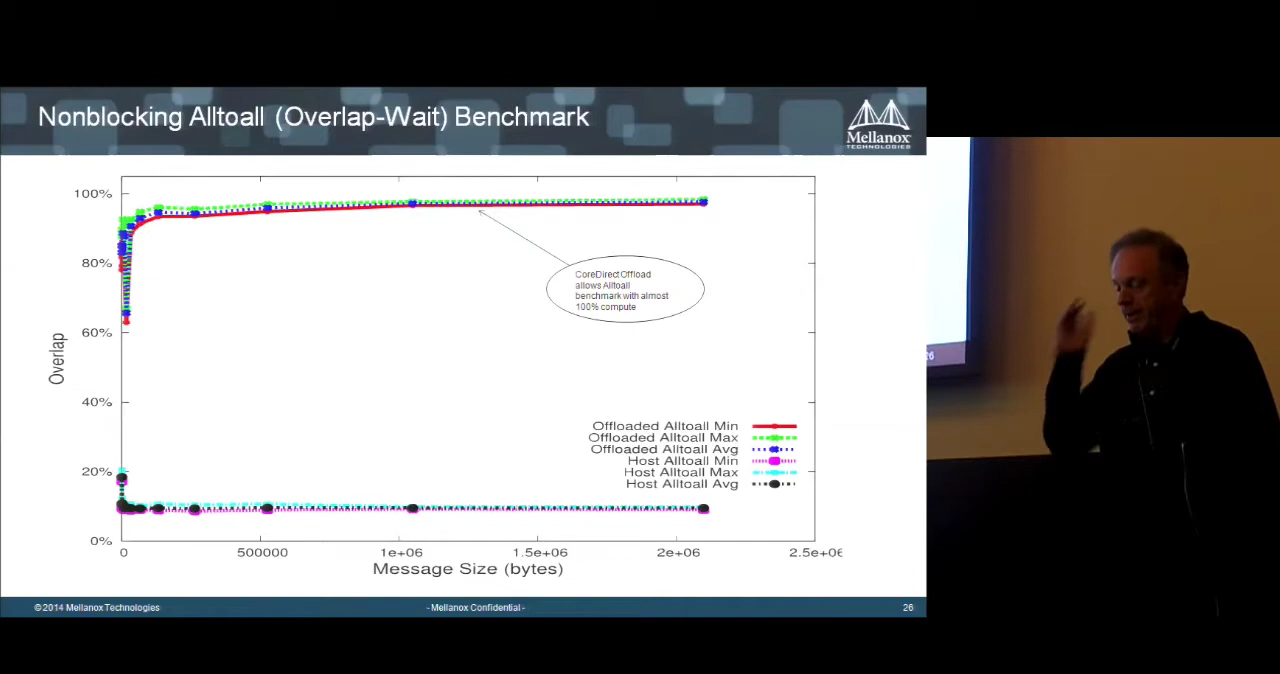 Nonblocking Alltoall (Overlap-Wait) Benchmark
Mellanox
TECHNOLOGIES
100%
80%
60%
40%
20%
0%
Overlap
CoreDirect Offload
allows Alltoall
benchmark with almost
100% compute
Offloaded Alltoall Min
Offloaded Alltoall Max
Offloaded Alltoall Avg
Host Alltoall Min
Host Alltoall Max
Host Alltoall Avg
0 500000 1e+06 1.5e+06 2e+06 2.5e+06
Message Size (bytes)
© 2014 Mellanox Technologies
- Mellanox Confidential -
26
26